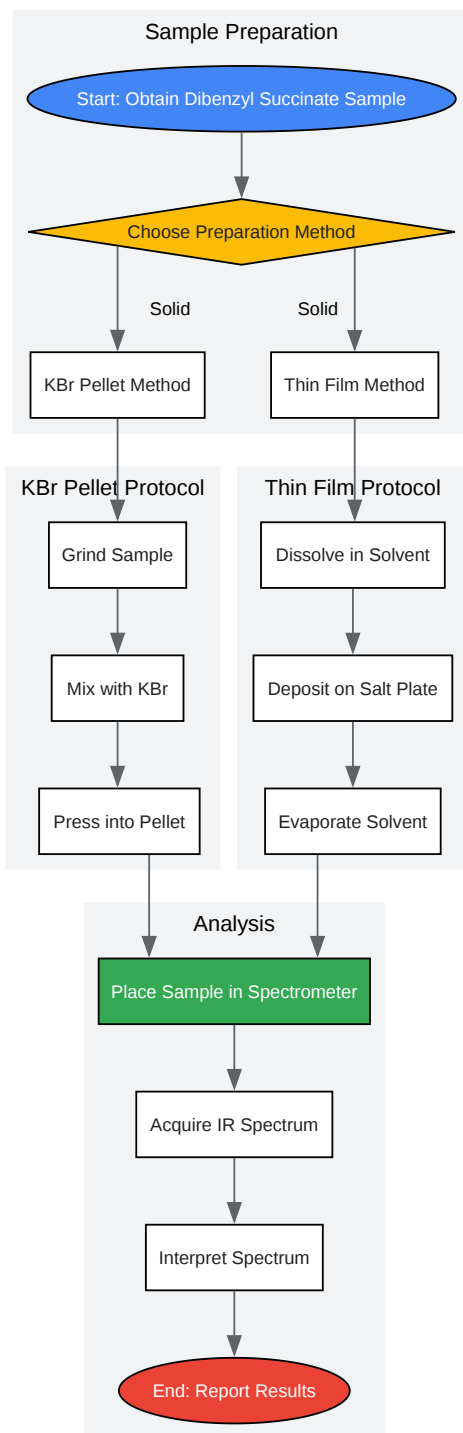 Sample Preparation
Start: Obtain Dibenzyl Succinate Sample
Choose Preparation Method
Solid
Solid
KBr Pellet Method
Thin Film Method
KBr Pellet Protocol
Thin Film Protocol
Grind Sample
Dissolve in Solvent
Mix with KBr
Deposit on Salt Plate
Press into Pellet
Evaporate Solvent
Analysis
Place Sample in Spectrometer
Acquire IR Spectrum
Interpret Spectrum
End: Report Results